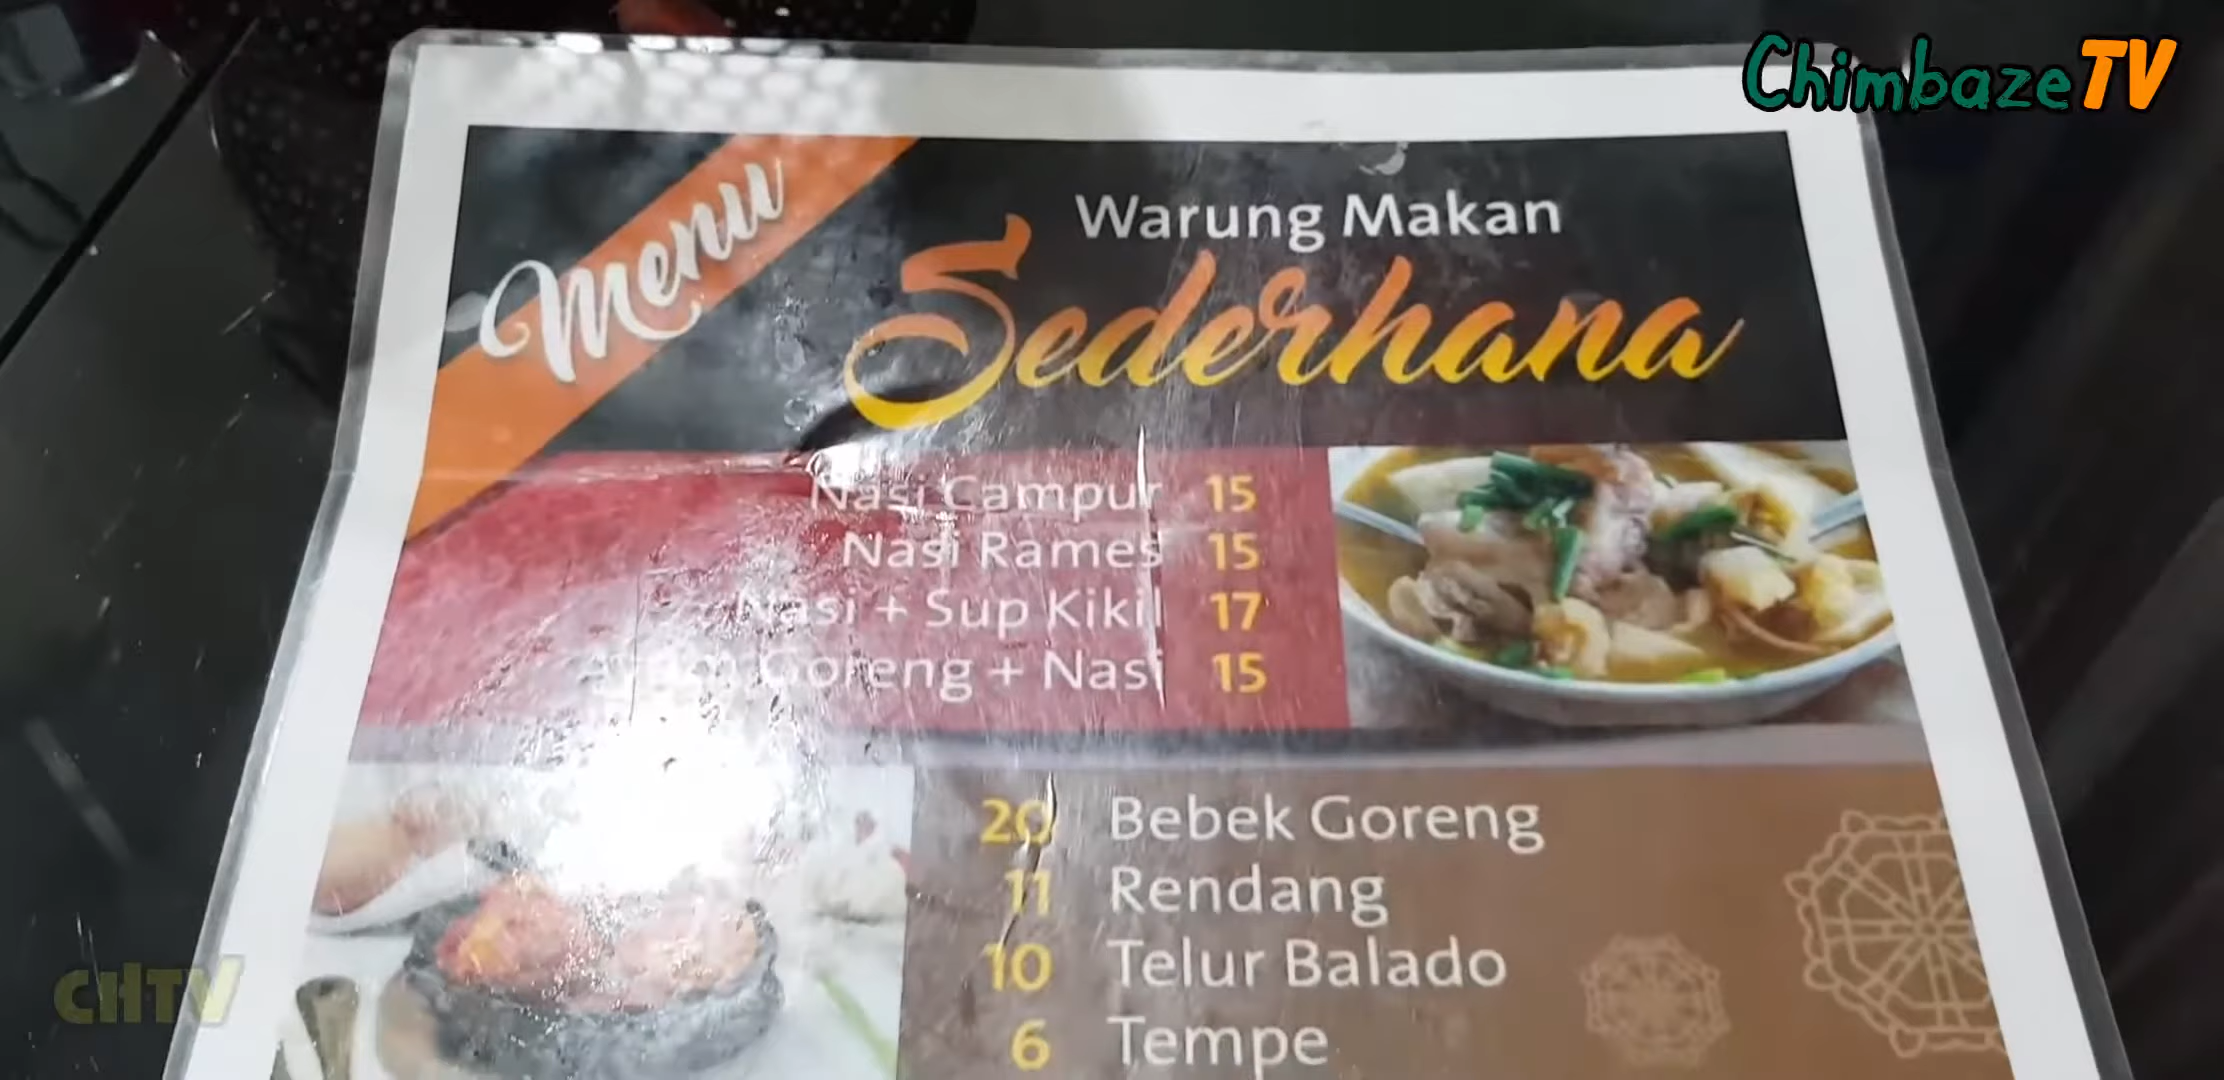 ChimbazeTV
Menu
Warung Makan
Sederhana
Nasi Campur 15
Nasi Rames 15
Nasi + Sup Kikil 17
Goreng + Nasi 15
20 Bebek Goreng
11 Rendang
10 Telur Balado
6 Tempe
CHTV